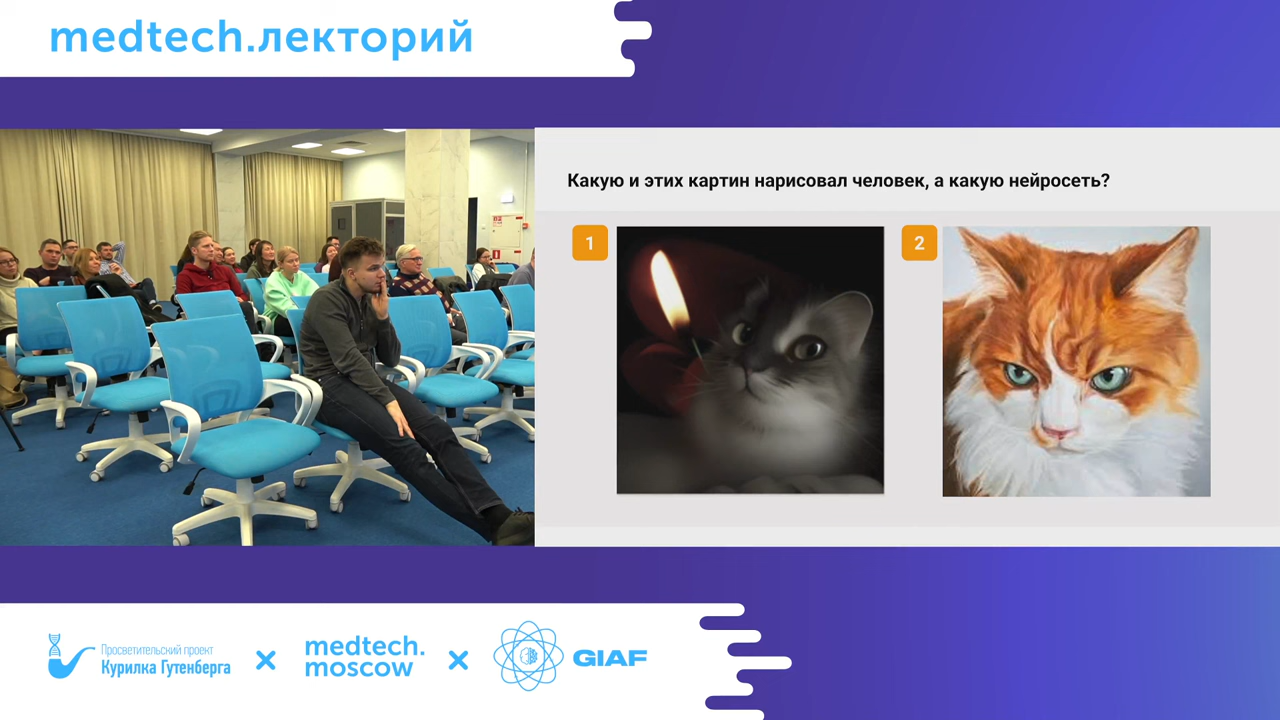 medtech.лекторий
Какую и этих картин нарисовал человек, а какую нейросеть?
1
2
Просветительский проект
Курилка Гутенберга
medtech.
moscow
GIAF